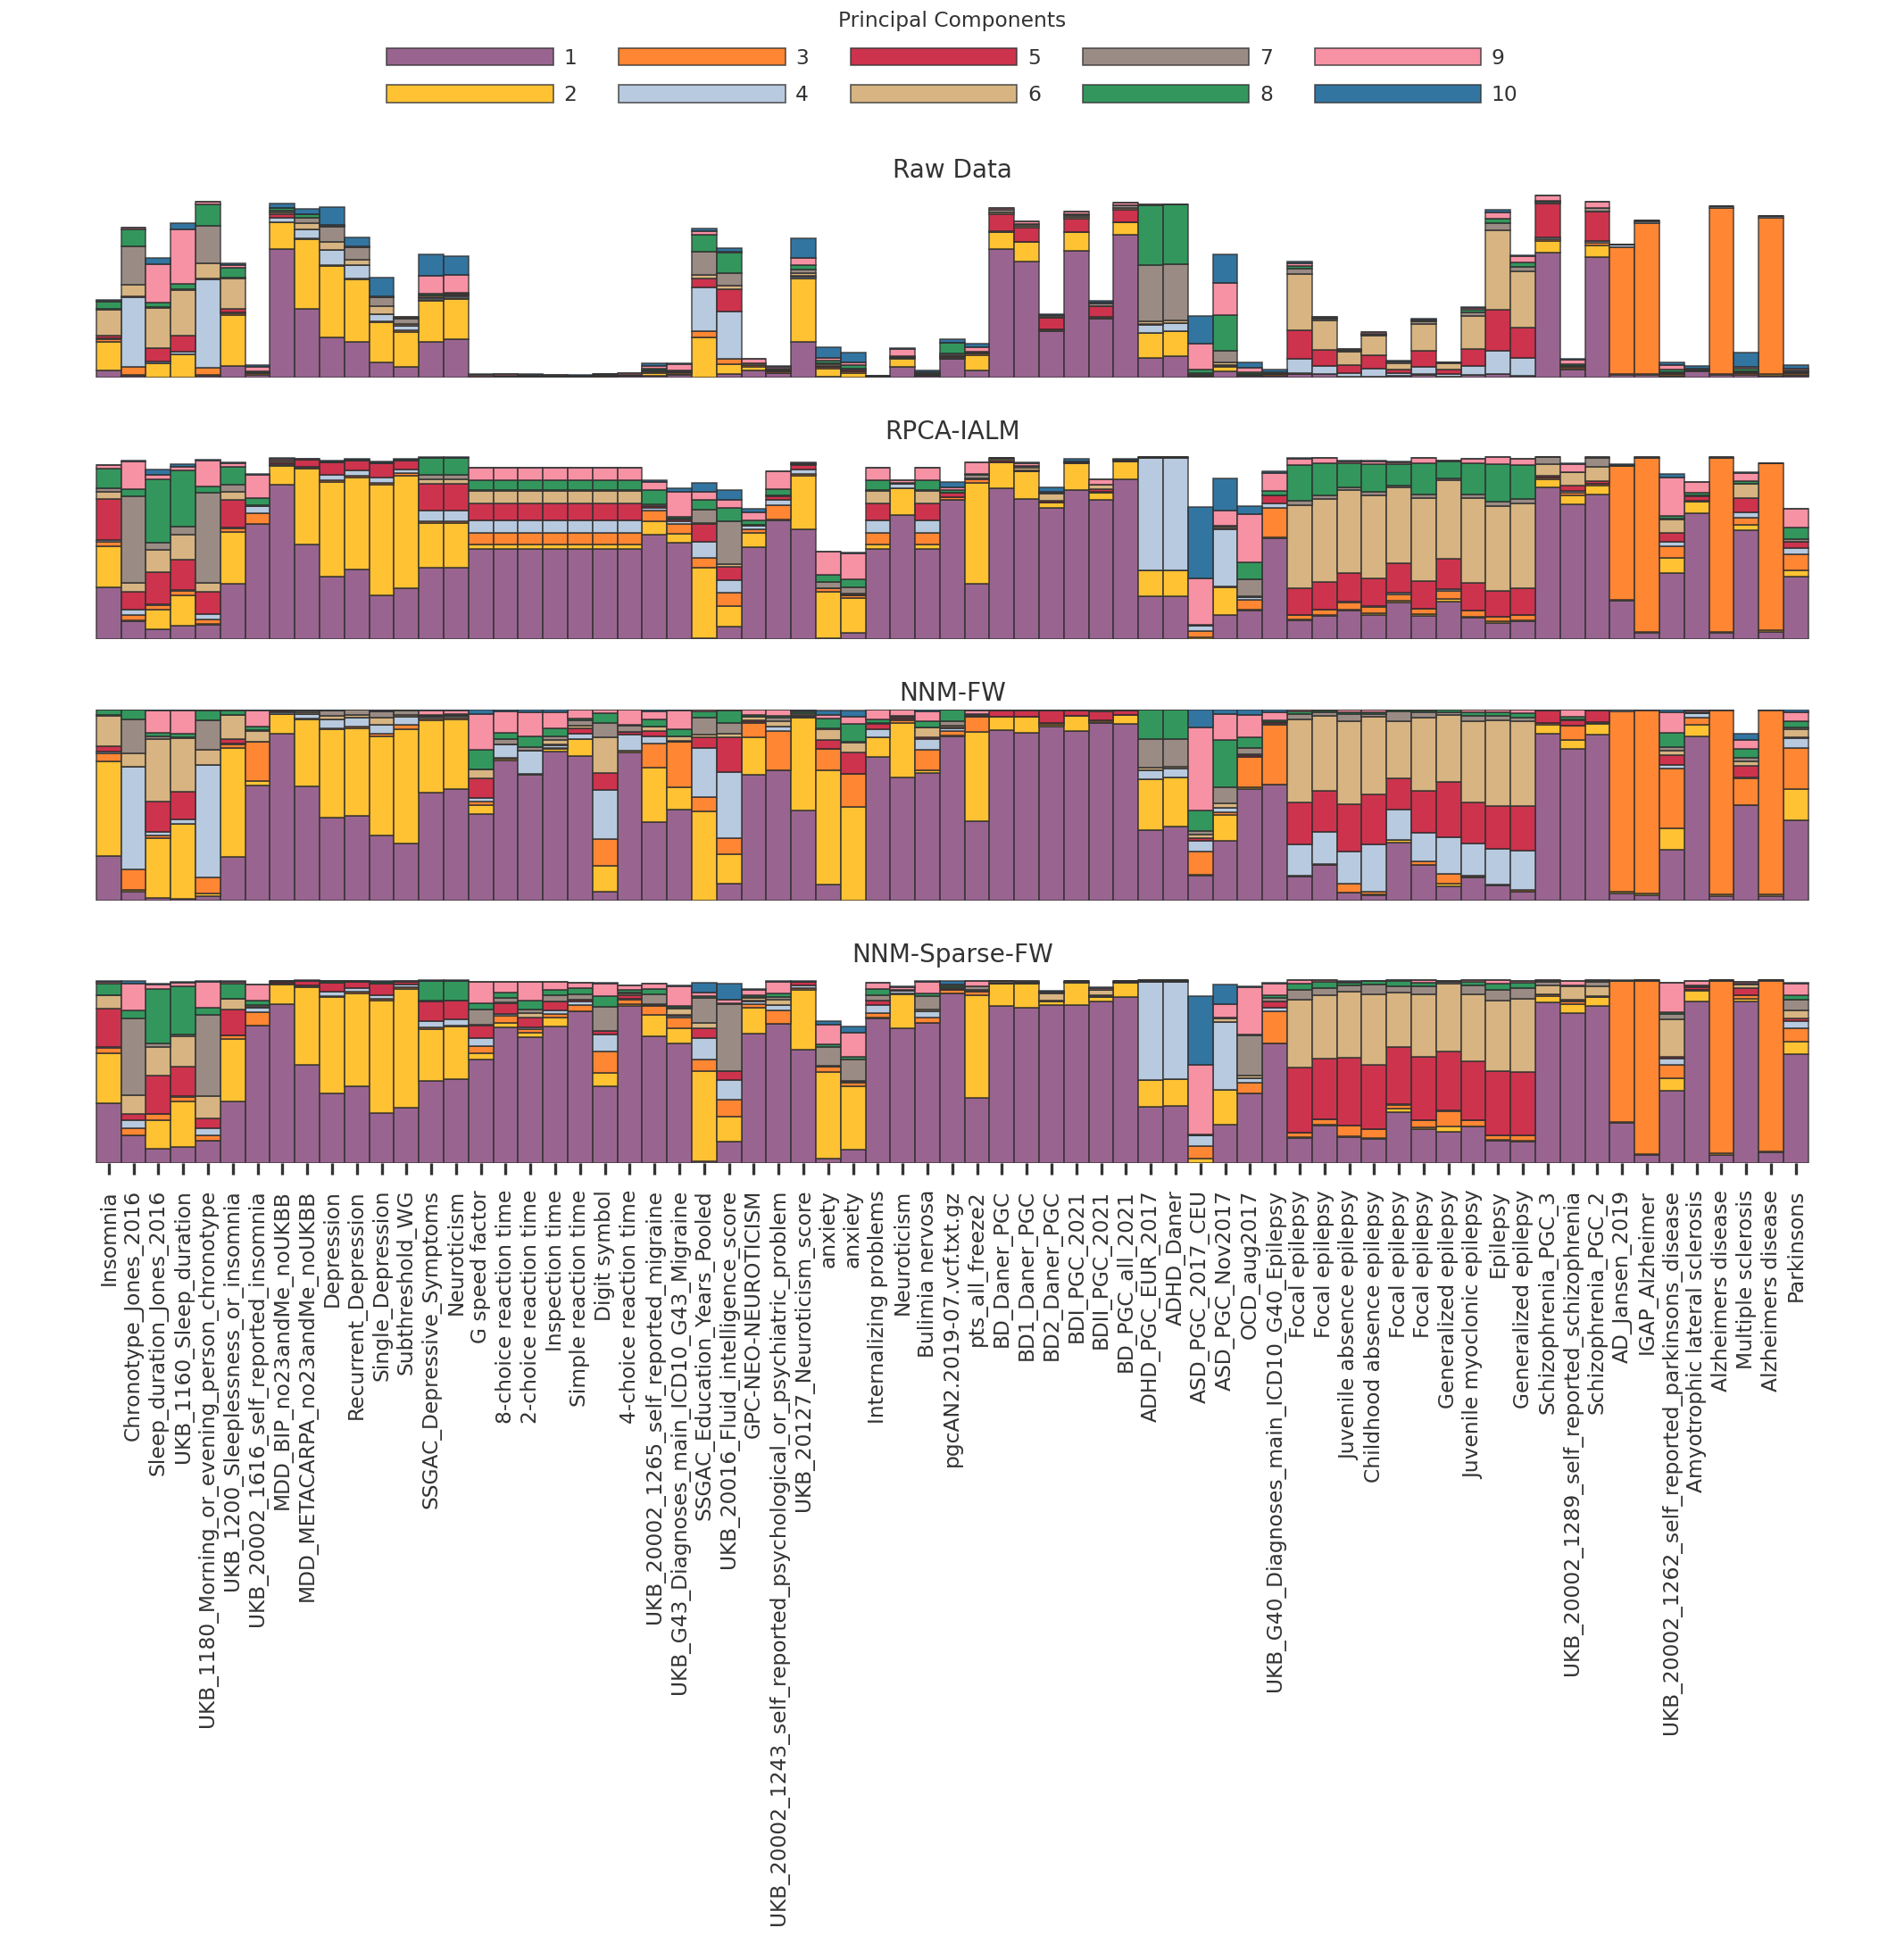 Principal Components
1 3 5 7 9
2 4 6 8 10
Raw Data
RPCA-IALM
NNM-FW
NNM-Sparse-FW
Insomnia
Chronotype_Jones_2016
Sleep_duration_Jones_2016
UKB_1160_Sleep_duration
UKB_1180_Morning_or_evening_person_chronotype
UKB_1200_Sleeplessness_or_insomnia
UKB_20002_1616_self_reported_insomnia
MDD_BIP_no23andMe_noUKBB
MDD_METACARPA_no23andMe_noUKBB
Depression
Recurrent_Depression
Single_Depression
Subthreshold_WG
SSGAC_Depressive_Symptoms
Neuroticism
G speed factor
8-choice reaction time
2-choice reaction time
Inspection time
Simple reaction time
Digit symbol
4-choice reaction time
UKB_20002_1265_self_reported_migraine
UKB_G43_Diagnoses_main_ICD10_G43_Migraine
SSGAC_Education_Years_Pooled
UKB_20016_Fluid_intelligence_score
GPC-NEO-NEUROTICISM
UKB_20002_1243_self_reported_psychological_or_psychiatric_problem
UKB_20127_Neuroticism_score
anxiety
anxiety
Internalizing problems
Neuroticism
Bulimia nervosa
pgcAN2.2019-07.vcf.txt.gz
pts_all_freeze2
BD_Daner_PGC
BD1_Daner_PGC
BD2_Daner_PGC
BDI_PGC_2021
BDII_PGC_2021
BD_PGC_all_2021
ADHD_PGC_EUR_2017
ADHD_Daner
ASD_PGC_2017_CEU
ASD_PGC_Nov2017
OCD_aug2017
UKB_G40_Diagnoses_main_ICD10_G40_Epilepsy
Focal epilepsy
Focal epilepsy
Juvenile absence epilepsy
Childhood absence epilepsy
Focal epilepsy
Focal epilepsy
Generalized epilepsy
Juvenile myoclonic epilepsy
Epilepsy
Generalized epilepsy
Schizophrenia_PGC_3
UKB_20002_1289_self_reported_schizophrenia
Schizophrenia_PGC_2
AD_Jansen_2019
IGAP_Alzheimer
UKB_20002_1262_self_reported_parkinsons_disease
Amyotrophic lateral sclerosis
Alzheimers disease
Multiple sclerosis
Alzheimers disease
Parkinsons